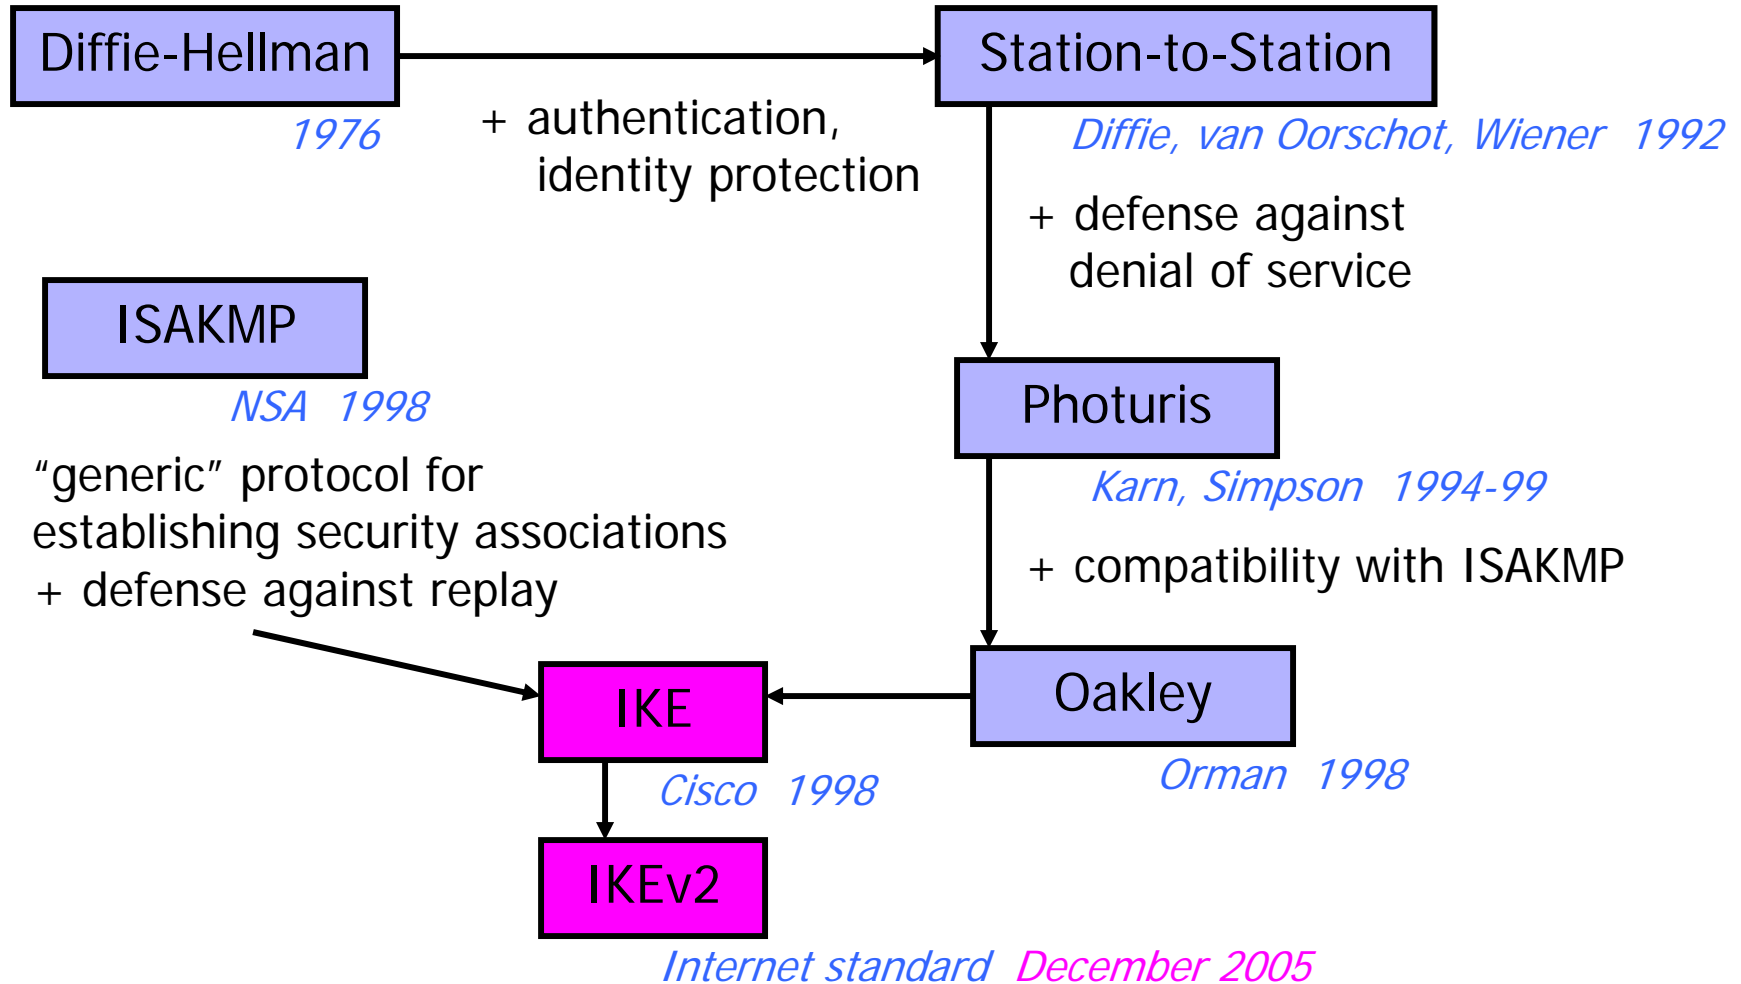 Diffie-Hellman
1976
+ authentication,
identity protection
Station-to-Station
Diffie, van Oorschot, Wiener 1992
+ defense against
denial of service
ISAKMP
NSA 1998
“generic” protocol for
establishing security associations
+ defense against replay
Photuris
Karn, Simpson 1994-99
+ compatibility with ISAKMP
Oakley
Orman 1998
IKE
Cisco 1998
IKEv2
Internet standard December 2005